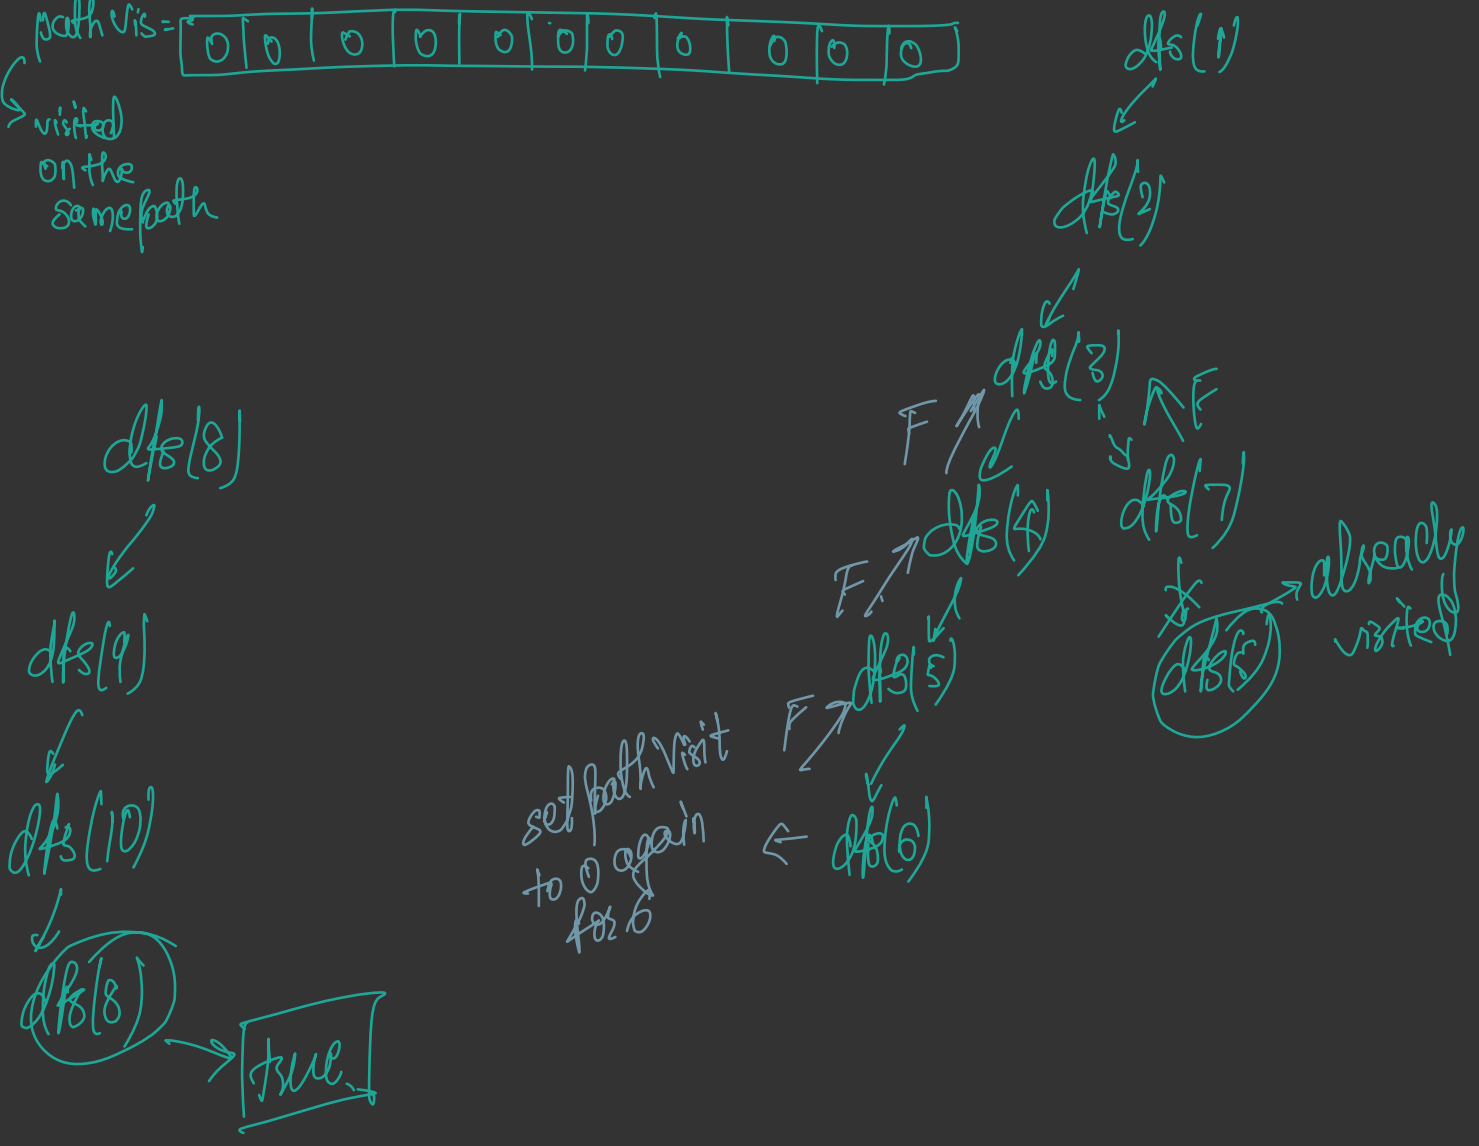 pathVis =
0 0 0 0 0 0 0 0 0 0 0
visited
on the
same path
dfs(1)
dfs(2)
dfs(3)
F
F
dfs(4)
dfs(7)
F
dfs(5)
dfs(5)
already
visited
F
dfs(6)
set pathVisit
to 0 again
for 6
dfs(8)
dfs(9)
dfs(10)
dfs(8)
true